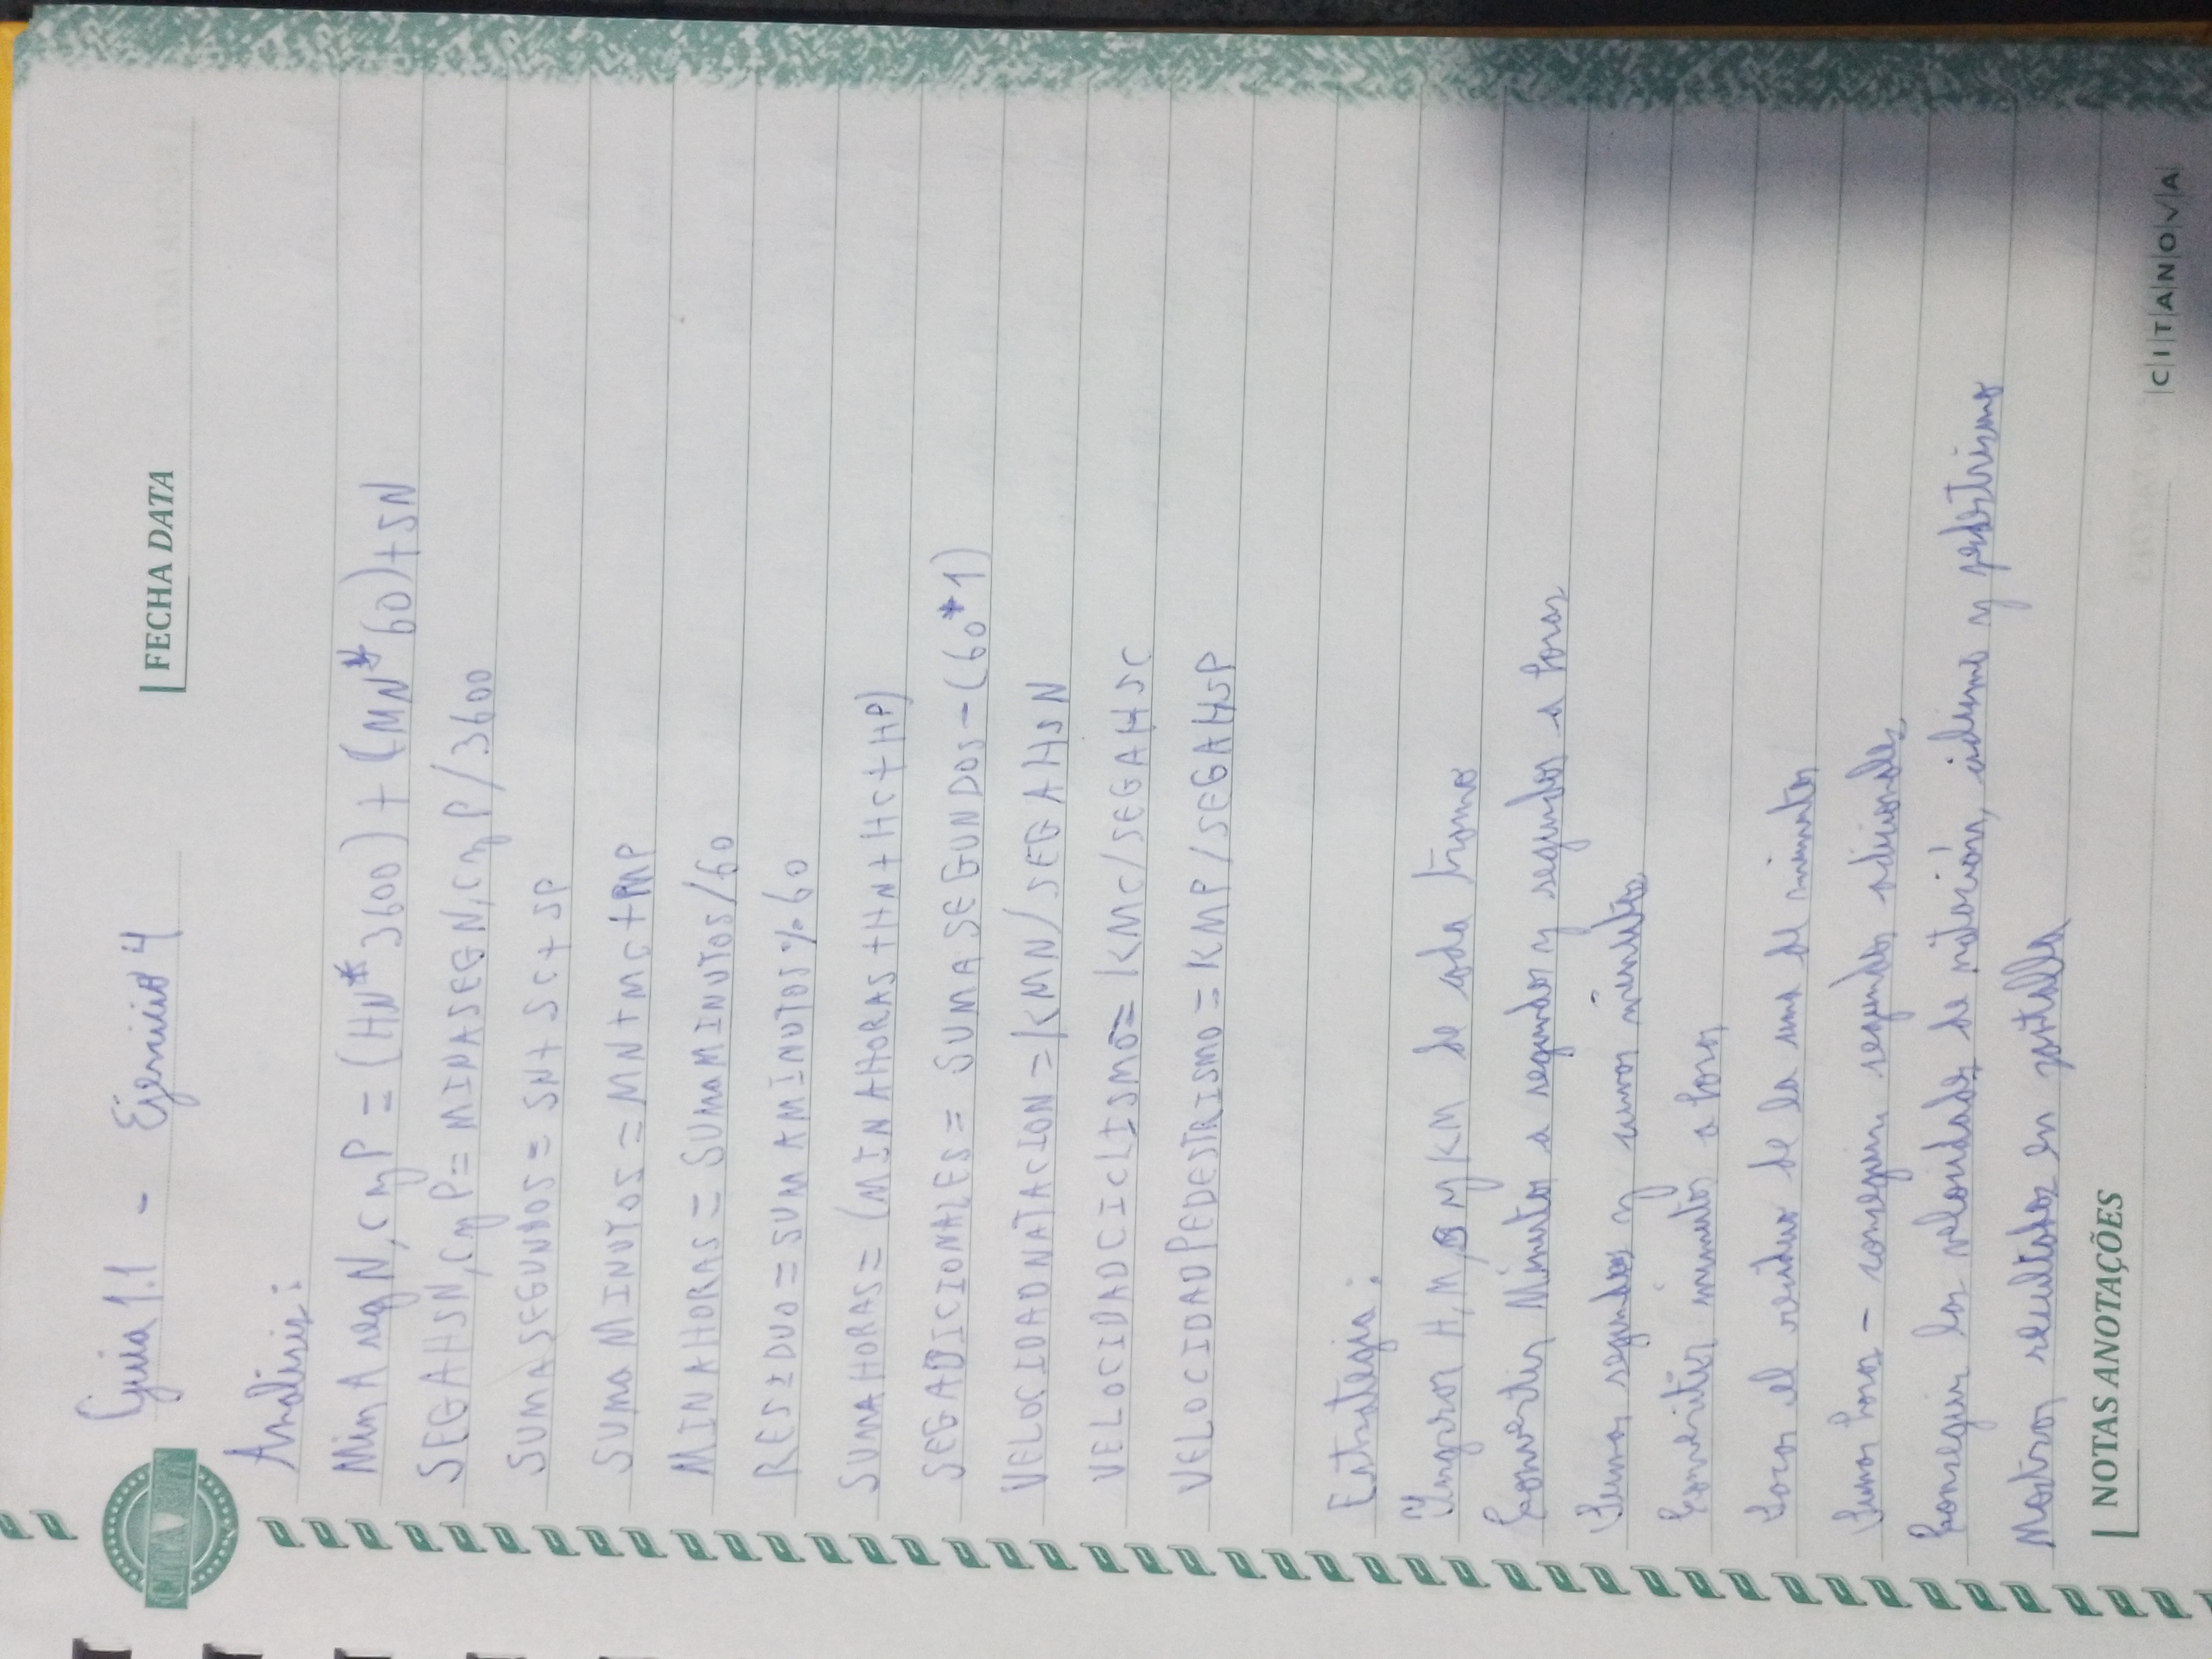 Guia 1.1 - Ejercicio 4
FECHA DATA
CITANOVA
Analisis:
Min A seg N, C y P = (HN*3600) + (MN*60)+SN
SEGAHSN, C y P = MINASEGN, C y P / 3600
SUMASEGUNDOS = SN + SC + SP
SUMA MINUTOS = MN+MC+MP
MINAHORAS = SUMAMINUTOS/60
RESIDUO = SUMAMINUTOS%60
SUMAHORAS = (MINAHORAS+HN+HC+HP)
SEGADICIONALES = SUMASEGUNDOS-(60*1)
VELOCIDADNATACION = KMN/SEGAHSN
VELOCIDADCICLISMO = KMC/SEGAHSC
VELOCIDADPEDESTRISMO = KMP/SEGAHSP
Estrategia:
Ingresar H, M, S y KM de cada tramo
Convertir Minutos a segundos y segundos a horas
Sumar segundos y sumar minutos
Convertir minutos a horas
Sacar el residuo de la suma de minutos
Sumar horas - conseguir segundos adicionales
Conseguir las velocidades de natación, ciclismo y pedestrismo
Mostrar resultados en pantalla
NOTAS ANOTAÇÕES
CITANOVA